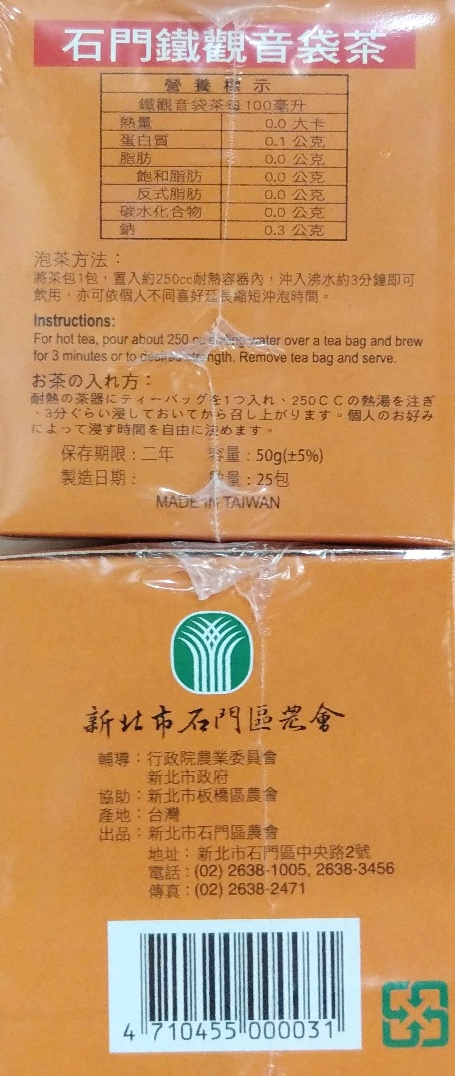 石門鐵觀音袋茶
營養標示
鐵觀音袋茶每100毫升
熱量 0.0 大卡
蛋白質 0.1 公克
脂肪 0.0 公克
飽和脂肪 0.0 公克
反式脂肪 0.0 公克
碳水化合物 0.0 公克
鈉 0.3 公克
泡茶方法：
將茶包1包，置入約250cc耐熱容器內，沖入沸水約3分鐘即可
飲用，亦可依個人不同喜好延長縮短沖泡時間。
Instructions:
For hot tea, pour about 250 cc boiling water over a tea bag and brew
for 3 minutes or to desired strength. Remove tea bag and serve.
お茶の入れ方：
耐熱の茶器にティーバッグを1つ入れ、250CCの熱湯を注ぎ
、3分ぐらい浸しておいてから召し上がります。個人のお好み
によって浸す時間を自由に決めます。
保存期限：二年 容量：50g(±5%)
製造日期： 數量：25包
MADE IN TAIWAN
新北市石門區農會
輔導：行政院農業委員會
新北市政府
協助：新北市板橋區農會
產地：台灣
出品：新北市石門區農會
地址：新北市石門區中央路2號
電話：(02) 2638-1005, 2638-3456
傳真：(02) 2638-2471
4 710455 000031